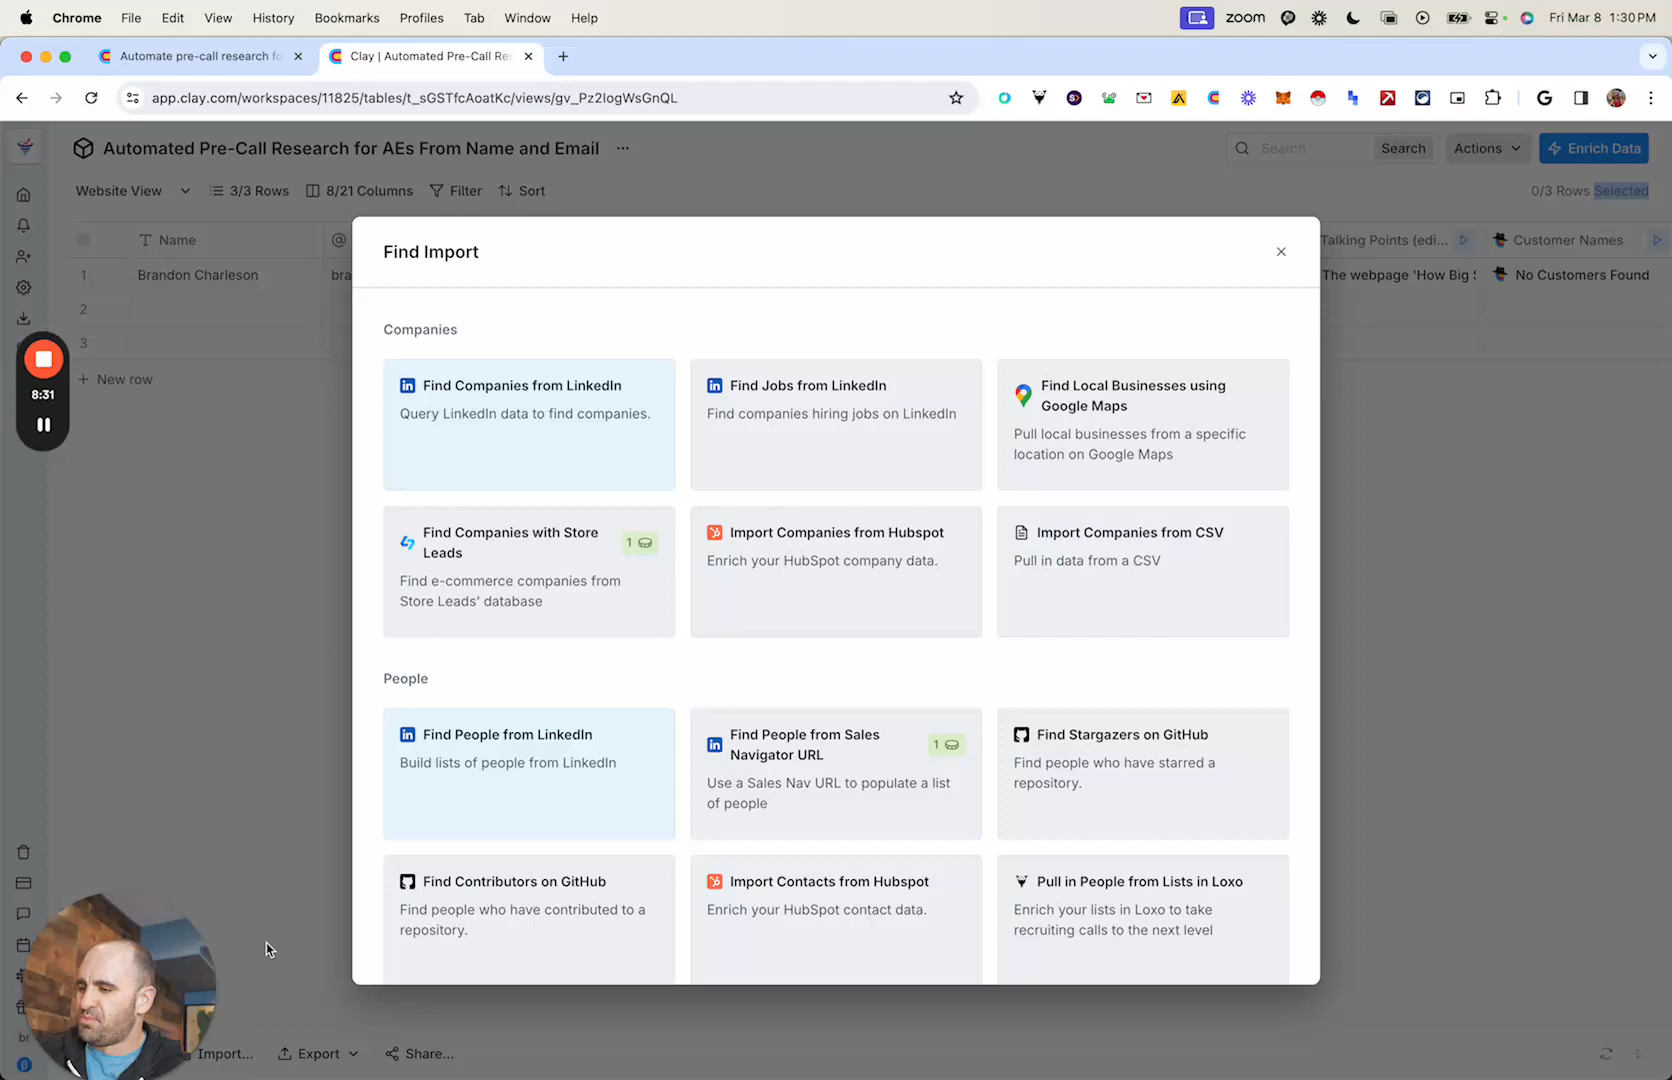 Chrome File Edit View History Bookmarks Profiles Tab Window Help zoom Fri Mar 8 1:30PM
Automate pre-call research fo Clay | Automated Pre-Call Re
app.clay.com/workspaces/11825/tables/t_sGSTfcAoatKc/views/gv_Pz2logWsGnQL
Automated Pre-Call Research for AEs From Name and Email Search Search Actions Enrich Data
Website View 3/3 Rows 8/21 Columns Filter Sort 0/3 Rows Selected
Name Talking Points (edi... Customer Names
1 Brandon Charleson bra The webpage 'How Big No Customers Found
2
3
+ New row
8:31
Find Import
Companies
Find Companies from LinkedIn
Query LinkedIn data to find companies.
Find Jobs from LinkedIn
Find companies hiring jobs on LinkedIn
Find Local Businesses using
Google Maps
Pull local businesses from a specific
location on Google Maps
Find Companies with Store
Leads
1
Find e-commerce companies from
Store Leads’ database
Import Companies from Hubspot
Enrich your HubSpot company data.
Import Companies from CSV
Pull in data from a CSV
People
Find People from LinkedIn
Build lists of people from LinkedIn
Find People from Sales
Navigator URL
1
Use a Sales Nav URL to populate a list
of people
Find Stargazers on GitHub
Find people who have starred a
repository.
Find Contributors on GitHub
Find people who have contributed to a
repository.
Import Contacts from Hubspot
Enrich your HubSpot contact data.
Pull in People from Lists in Loxo
Enrich your lists in Loxo to take
recruiting calls to the next level
br
Import... Export Share...